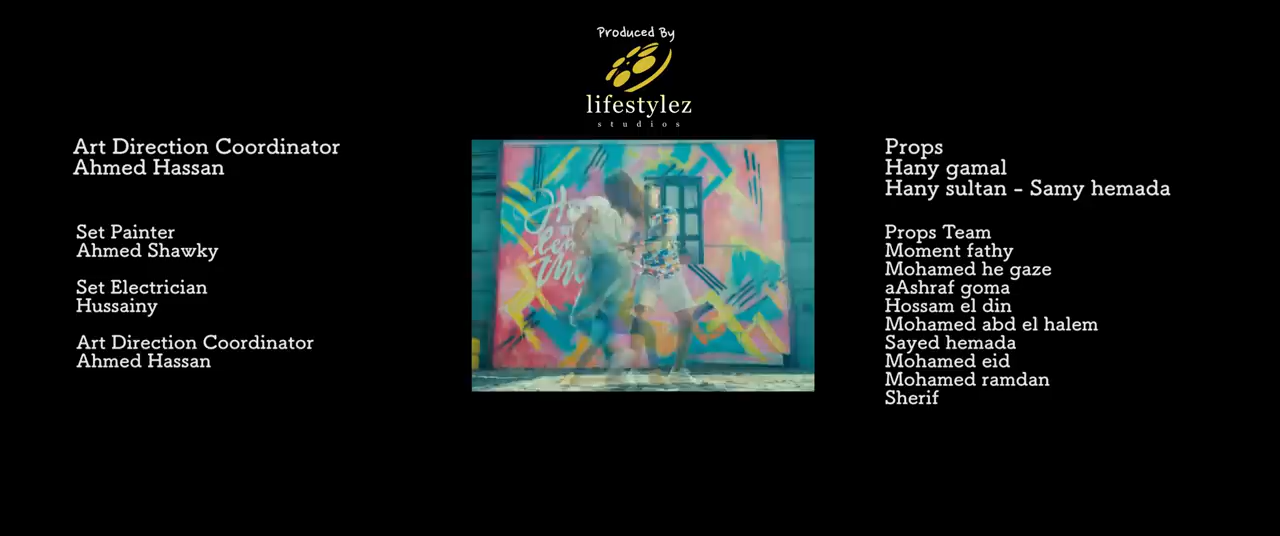 Produced By
lifestylez
studios
Art Direction Coordinator
Ahmed Hassan
Set Painter
Ahmed Shawky
Set Electrician
Hussainy
Art Direction Coordinator
Ahmed Hassan
Props
Hany gamal
Hany sultan - Samy hemada
Props Team
Moment fathy
Mohamed he gaze
aAshraf goma
Hossam el din
Mohamed abd el halem
Sayed hemada
Mohamed eid
Mohamed ramdan
Sherif